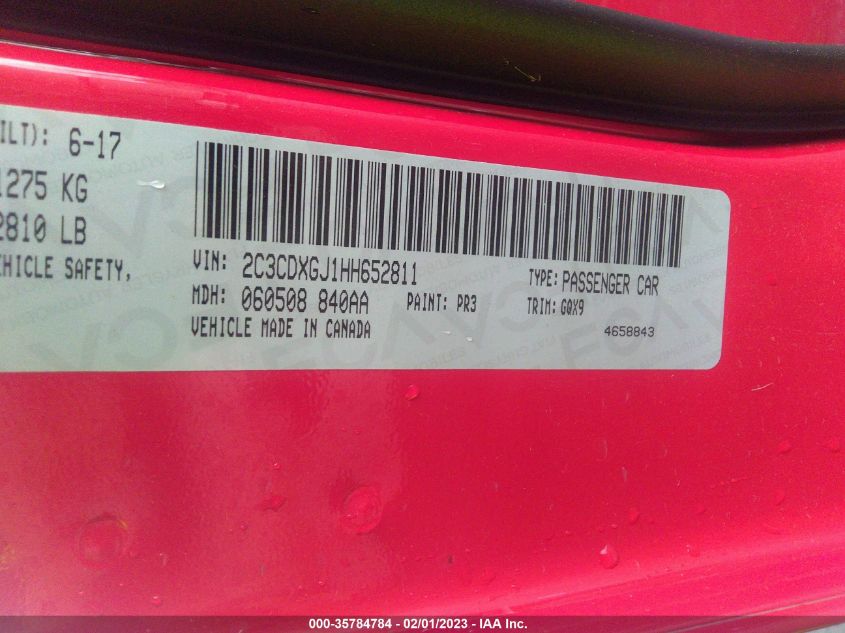 ILT): 6-17
1275 KG
2810 LB
EHICLE SAFETY,
VIN: 2C3CDXGJ1HH652811
TYPE: PASSENGER CAR
MDH: 060508 840AA
PAINT: PR3
TRIM: GQX9
VEHICLE MADE IN CANADA
4658843
000-35784784 - 02/01/2023 - IAA Inc.